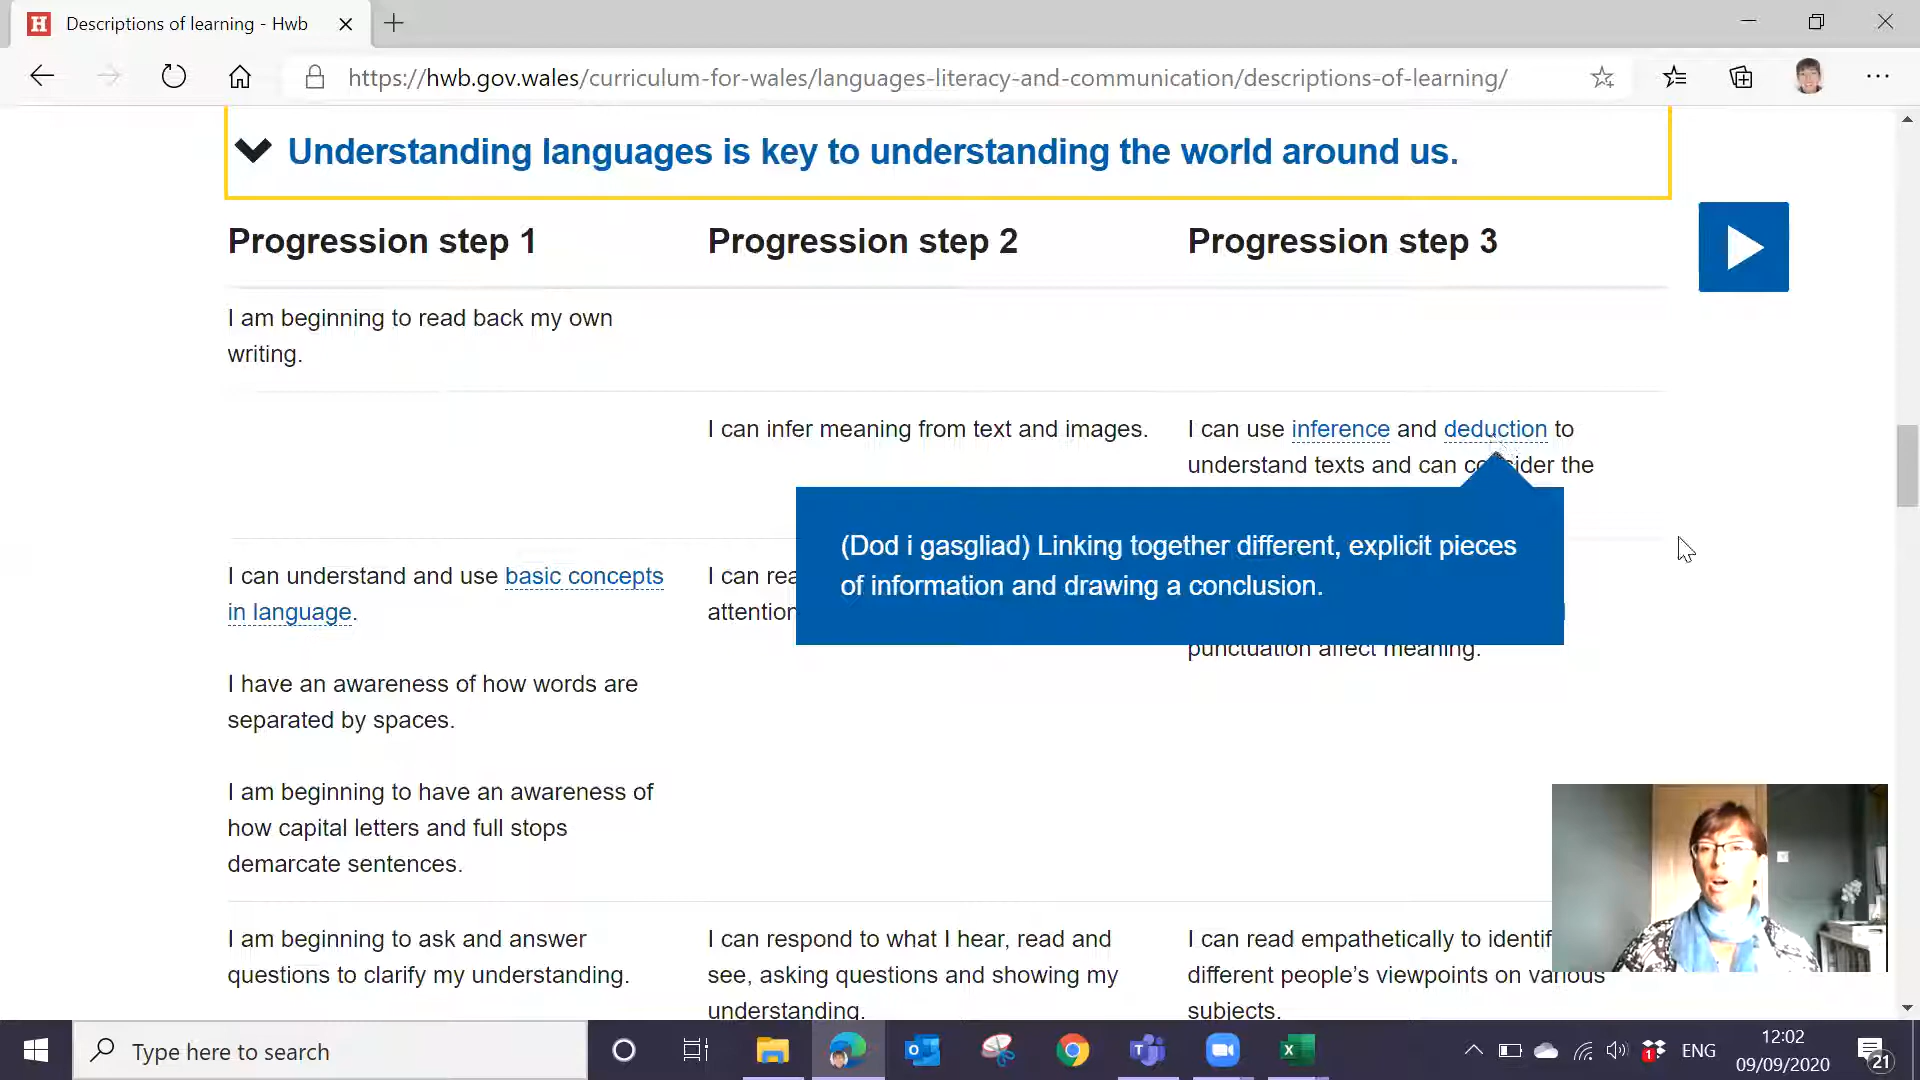 Descriptions of learning - Hwb
https://hwb.gov.wales/curriculum-for-wales/languages-literacy-and-communication/descriptions-of-learning/
Understanding languages is key to understanding the world around us.
Progression step 1
Progression step 2
Progression step 3
I am beginning to read back my own
writing.
I can infer meaning from text and images.
I can use inference and deduction to
understand texts and can the
(Dod i gasgliad) Linking together different, explicit pieces
of information and drawing a conclusion.
I can understand and use basic concepts
in language.
I can
attention
punctuation affect meaning.
I have an awareness of how words are
separated by spaces.
I am beginning to have an awareness of
how capital letters and full stops
demarcate sentences.
I am beginning to ask and answer
questions to clarify my understanding.
I can respond to what I hear, read and
see, asking questions and showing my
understanding.
I can read empathetically to
different people's viewpoints on various
subjects.
Type here to search
ENG
12:02
09/09/2020
21